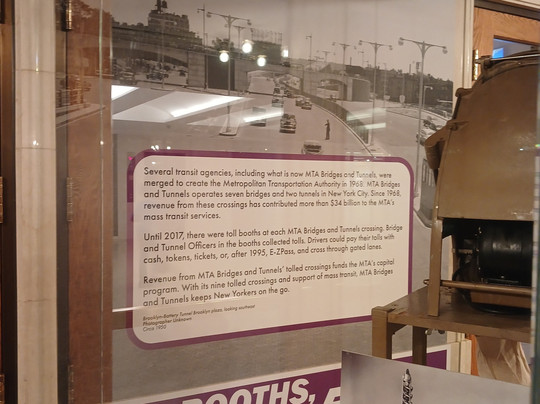 Several transit agencies, including what is now MTA Bridges and Tunnels, were
merged to create the Metropolitan Transportation Authority in 1968. MTA Bridges
and Tunnels operates seven bridges and two tunnels in New York City. Since 1968,
revenue from these crossings has contributed more than $34 billion to the MTA's
mass transit services.
Until 2017, there were toll booths at each MTA Bridges and Tunnels crossing. Bridge
and Tunnel Officers in the booths collected tolls. Drivers could pay their tolls with
cash, tokens, tickets, or, after 1995, E-ZPass, and cross through gated lanes.
Revenue from MTA Bridges and Tunnels' tolled crossings funds the MTA's capital
program. With its nine tolled crossings and support of mass transit, MTA Bridges
and Tunnels keeps New Yorkers on the go.
Brooklyn-Battery Tunnel Brooklyn plaza, looking southeast
Photographer Unknown
Circa 1950
BOOTHS,